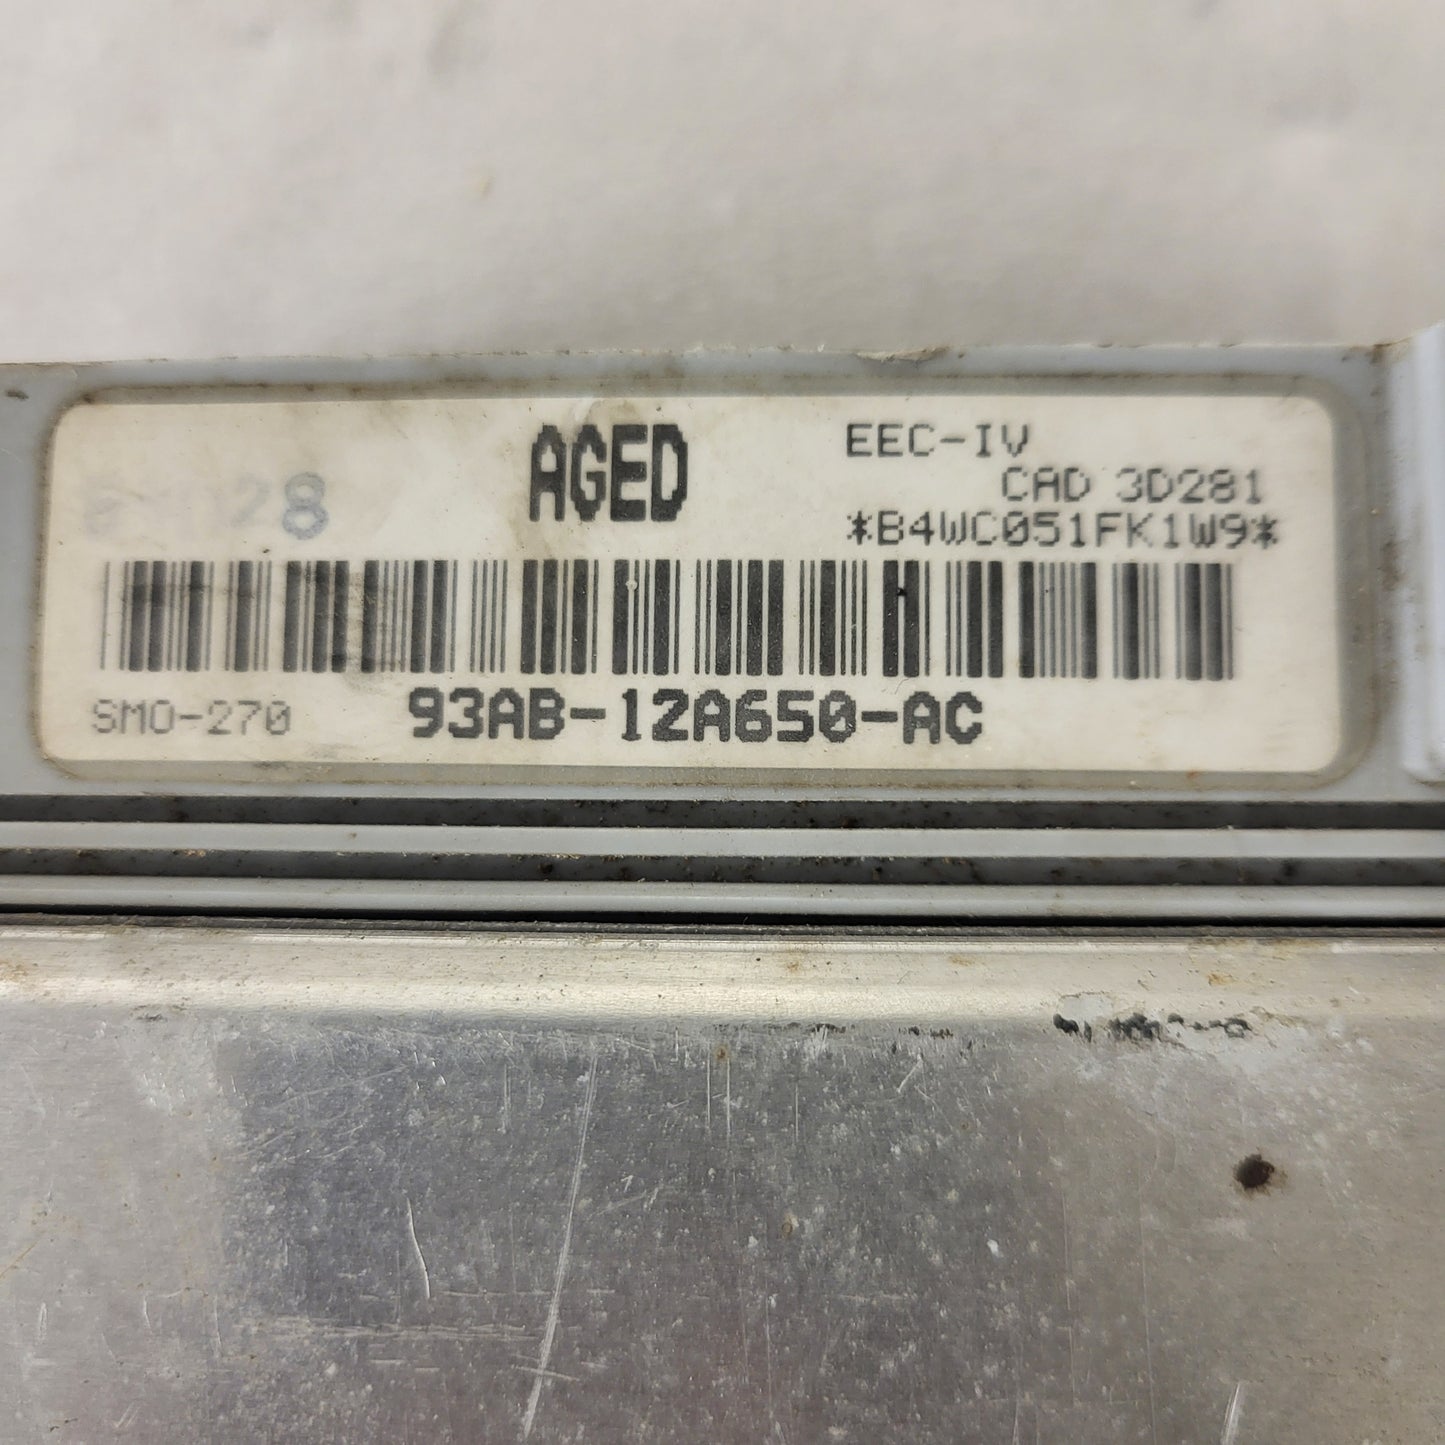 AGED
EEC-IV
CAD 3D281
*B4WC051FK1W9*
SMO-270 93AB-12A650-AC